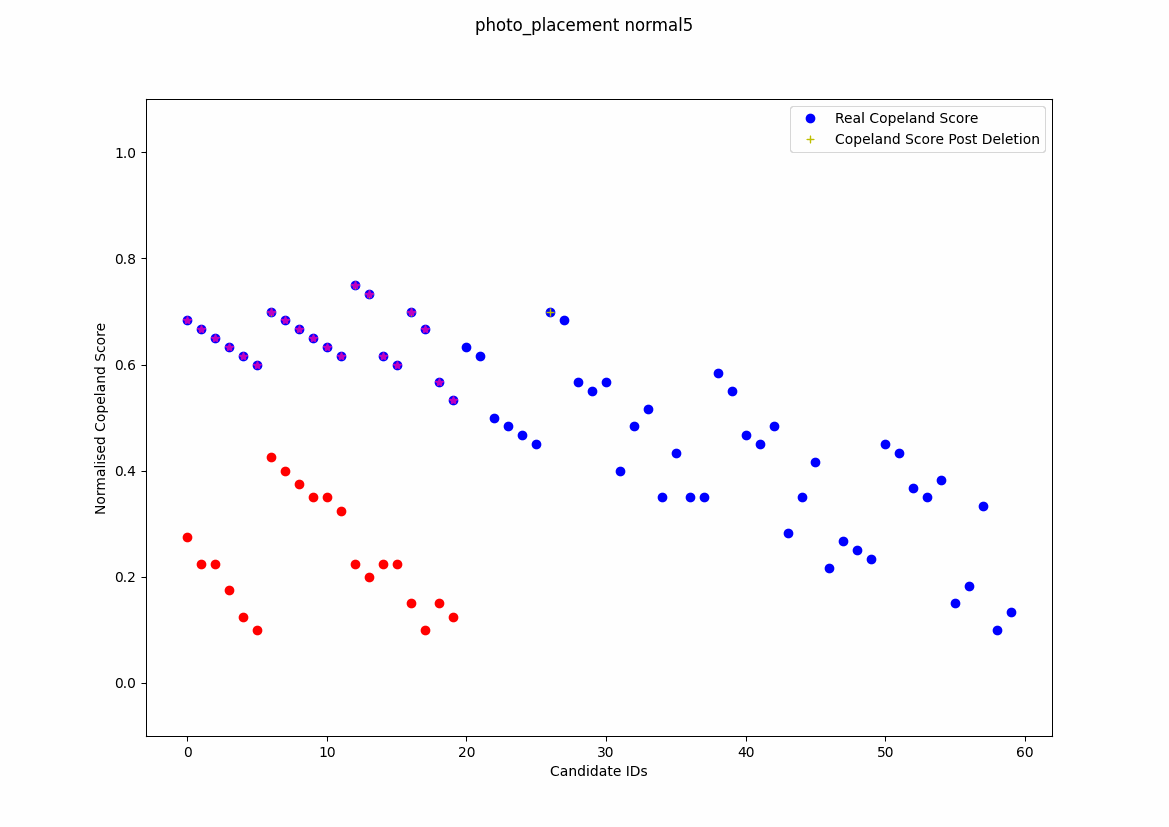 photo_placement normal5
Real Copeland Score
Copeland Score Post Deletion
1.0
0.8
0.6
0.4
0.2
0.0
Normalised Copeland Score
0 10 20 30 40 50 60
Candidate IDs